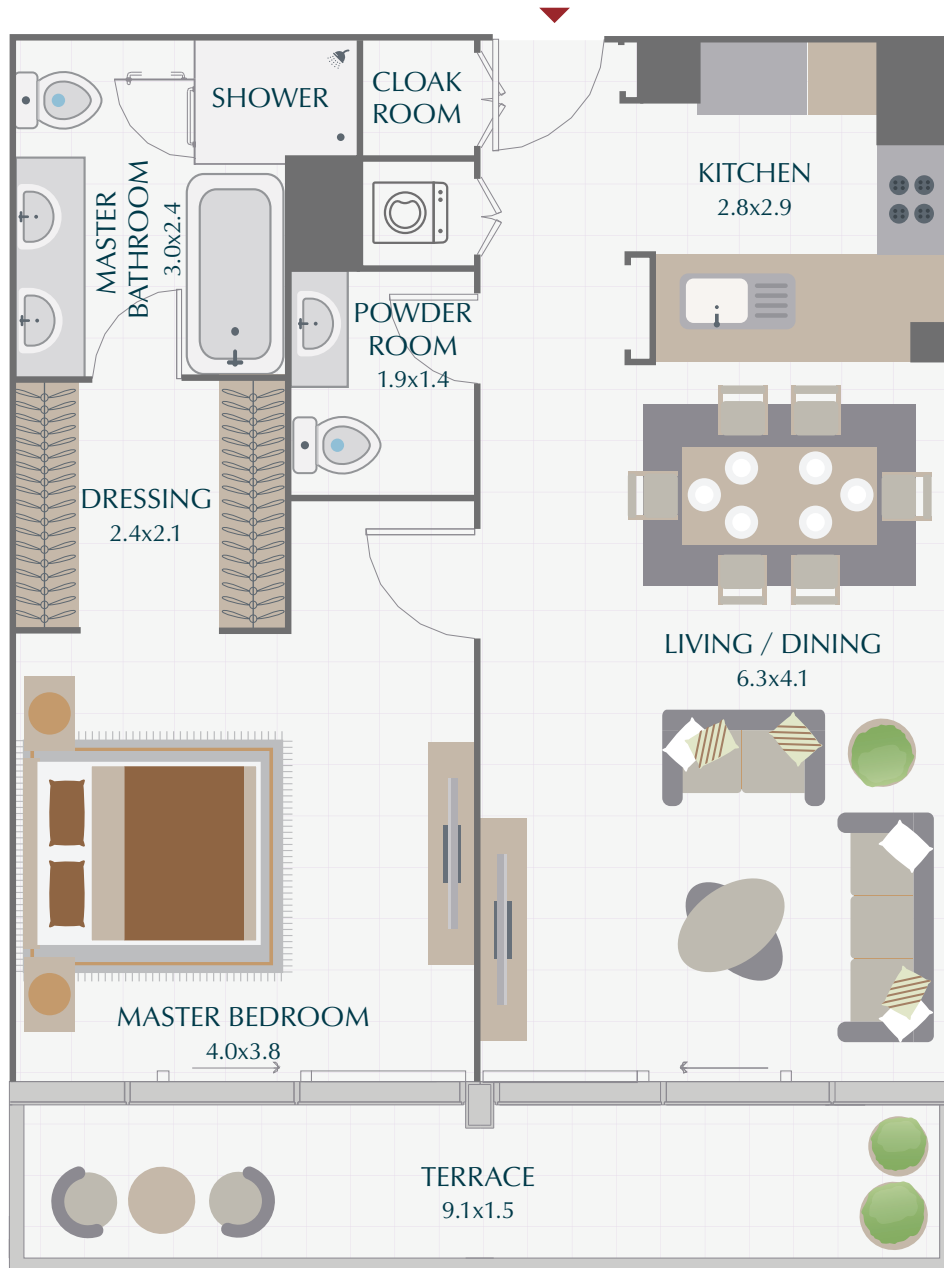 SHOWER
CLOAK
ROOM
KITCHEN
2.8x2.9
MASTER
BATHROOM
3.0x2.4
POWDER
ROOM
1.9x1.4
DRESSING
2.4x2.1
LIVING / DINING
6.3x4.1
MASTER BEDROOM
4.0x3.8
TERRACE
9.1x1.5